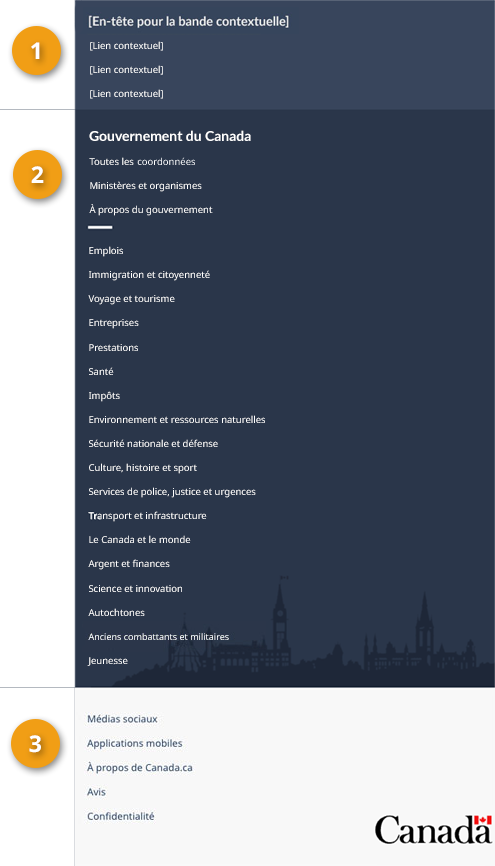 1
[En-tête pour la bande contextuelle]
[Lien contextuel]
[Lien contextuel]
[Lien contextuel]
2
Gouvernement du Canada
Toutes les coordonnées
Ministères et organismes
À propos du gouvernement
Emplois
Immigration et citoyenneté
Voyage et tourisme
Entreprises
Prestations
Santé
Impôts
Environnement et ressources naturelles
Sécurité nationale et défense
Culture, histoire et sport
Services de police, justice et urgences
Transport et infrastructure
Le Canada et le monde
Argent et finances
Science et innovation
Autochtones
Anciens combattants et militaires
Jeunesse
3
Médias sociaux
Applications mobiles
À propos de Canada.ca
Avis
Confidentialité
Canada